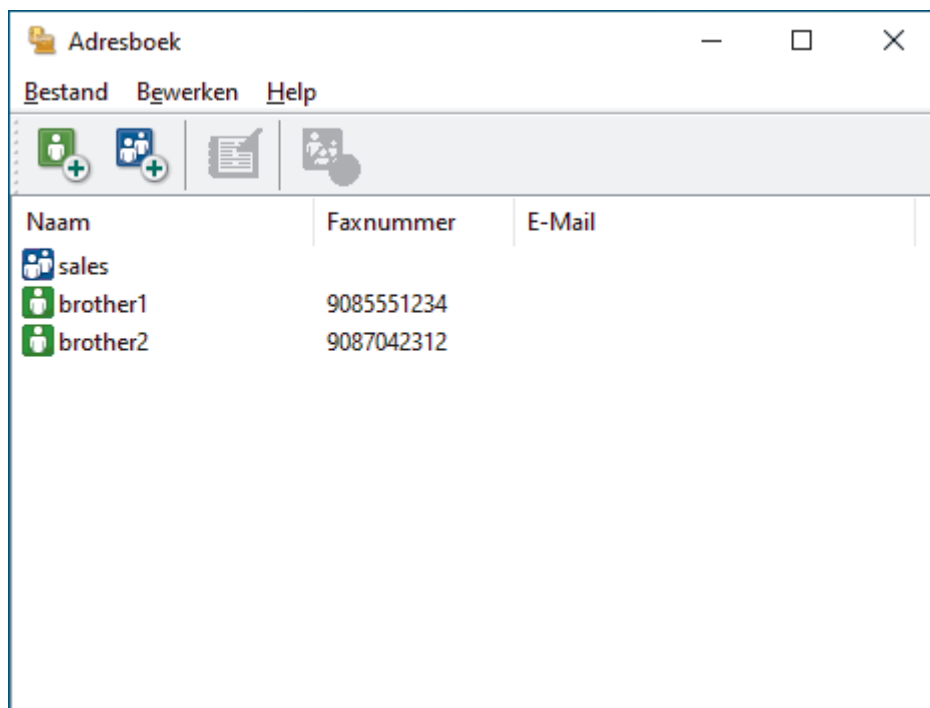 Adresboek
Bestand Bewerken Help
Naam Faxnummer E-Mail
sales
brother1 9085551234
brother2 9087042312